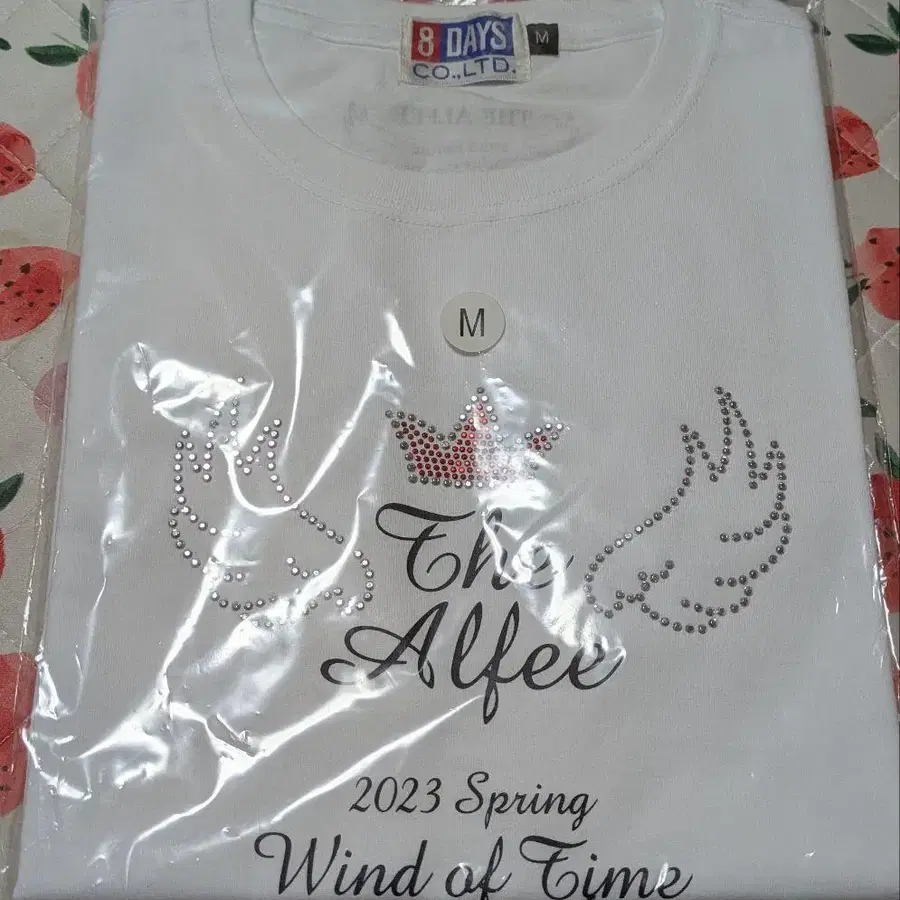 8 DAYS
CO.,LTD.
M
M
The
Alfee
2023 Spring
Wind of Time